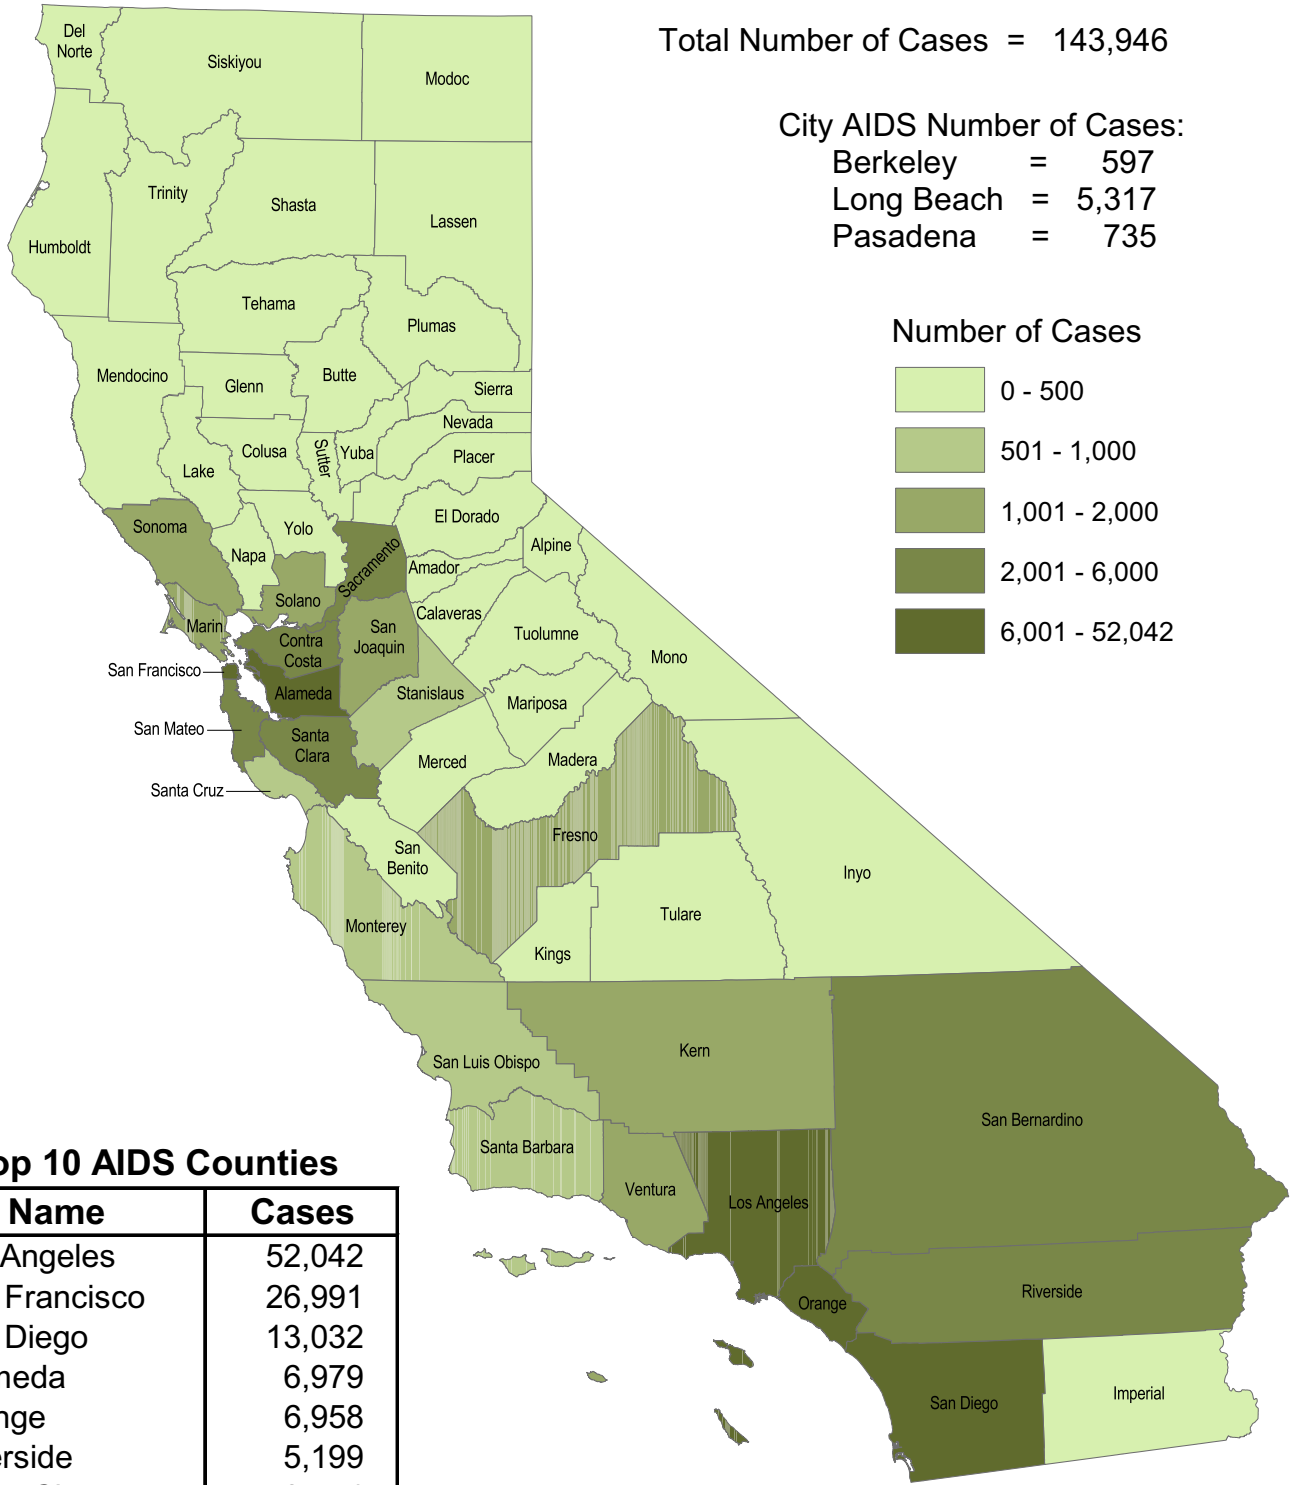 Total Number of Cases = 143,946
City AIDS Number of Cases:
Berkeley = 597
Long Beach = 5,317
Pasadena = 735
Number of Cases
0 - 500
501 - 1,000
1,001 - 2,000
2,001 - 6,000
6,001 - 52,042
Del
Norte
Siskiyou
Modoc
Trinity
Shasta
Lassen
Humboldt
Tehama
Plumas
Mendocino
Glenn
Butte
Sierra
Nevada
Colusa
Sutter
Yuba
Placer
Lake
Sonoma
Yolo
El Dorado
Napa
Sacramento
Alpine
Amador
Solano
Calaveras
Marin
San
Joaquin
Tuolumne
Contra
Costa
Mono
San Francisco
Alameda
Stanislaus
Mariposa
San Mateo
Santa
Clara
Merced
Madera
Santa Cruz
Fresno
San
Benito
Inyo
Monterey
Tulare
Kings
San Luis Obispo
Kern
San Bernardino
Santa Barbara
Ventura
Los Angeles
Orange
Riverside
San Diego
Imperial
op 10 AIDS Counties
Name Cases
Angeles 52,042
Francisco 26,991
Diego 13,032
neda 6,979
nge 6,958
erside 5,199